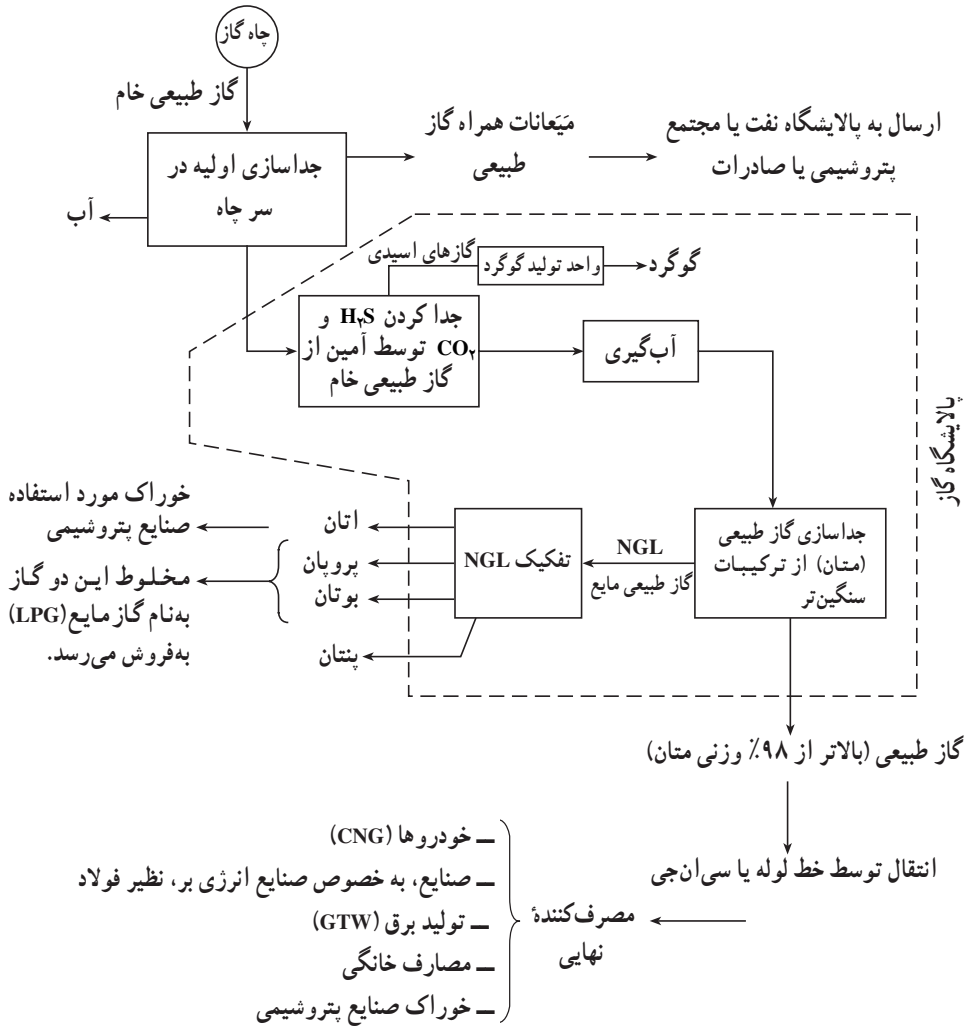 چاه گاز
گاز طبیعی خام
جداسازی اولیه در
سر چاه
آب
مَیَعانات همراه گاز
طبیعی
ارسال به پالایشگاه نفت یا مجتمع
پتروشیمی یا صادرات
گازهای اسیدی
واحد تولید گوگرد
گوگرد
جدا کردن H₂S و
CO₂ توسط آمین از
گاز طبیعی خام
آب‌گیری
پالایشگاه گاز
جداسازی گاز طبیعی
(متان) از ترکیبات
سنگین‌تر
NGL
گاز طبیعی مایع
تفکیک NGL
اتان
پروپان
بوتان
پنتان
خوراک مورد استفاده
صنایع پتروشیمی
مخلوط این دو گاز
به‌نام گاز مایع (LPG)
به‌فروش می‌رسد.
گاز طبیعی (بالاتر از ۹۸٪ وزنی متان)
انتقال توسط خط لوله یا سی‌ان‌جی
مصرف‌کنندهٔ
نهایی
ــ خودروها (CNG)
ــ صنایع، به خصوص صنایع انرژی بر، نظیر فولاد
ــ تولید برق (GTW)
ــ مصارف خانگی
ــ خوراک صنایع پتروشیمی